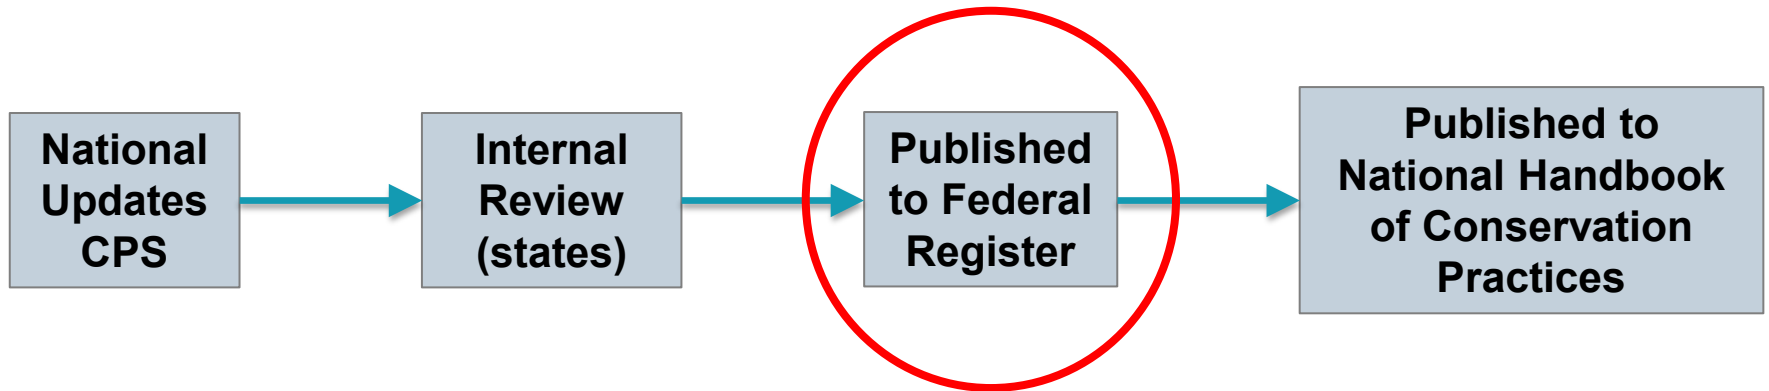 National
Updates
CPS
Internal
Review
(states)
Published
to Federal
Register
Published to
National Handbook
of Conservation
Practices